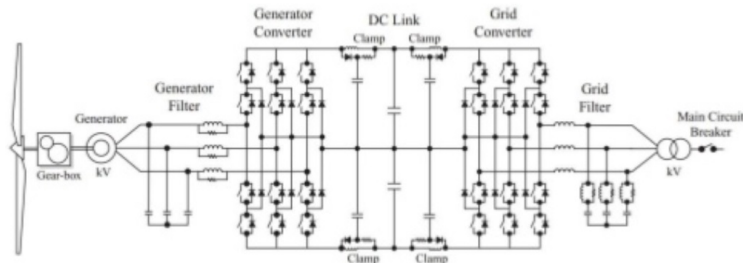 Generator
Converter
DC Link
Grid
Converter
Clamp
Clamp
Generator
Filter
Grid
Filter
Generator
Main Circuit
Breaker
Gear-box
kV
kV
Clamp
Clamp